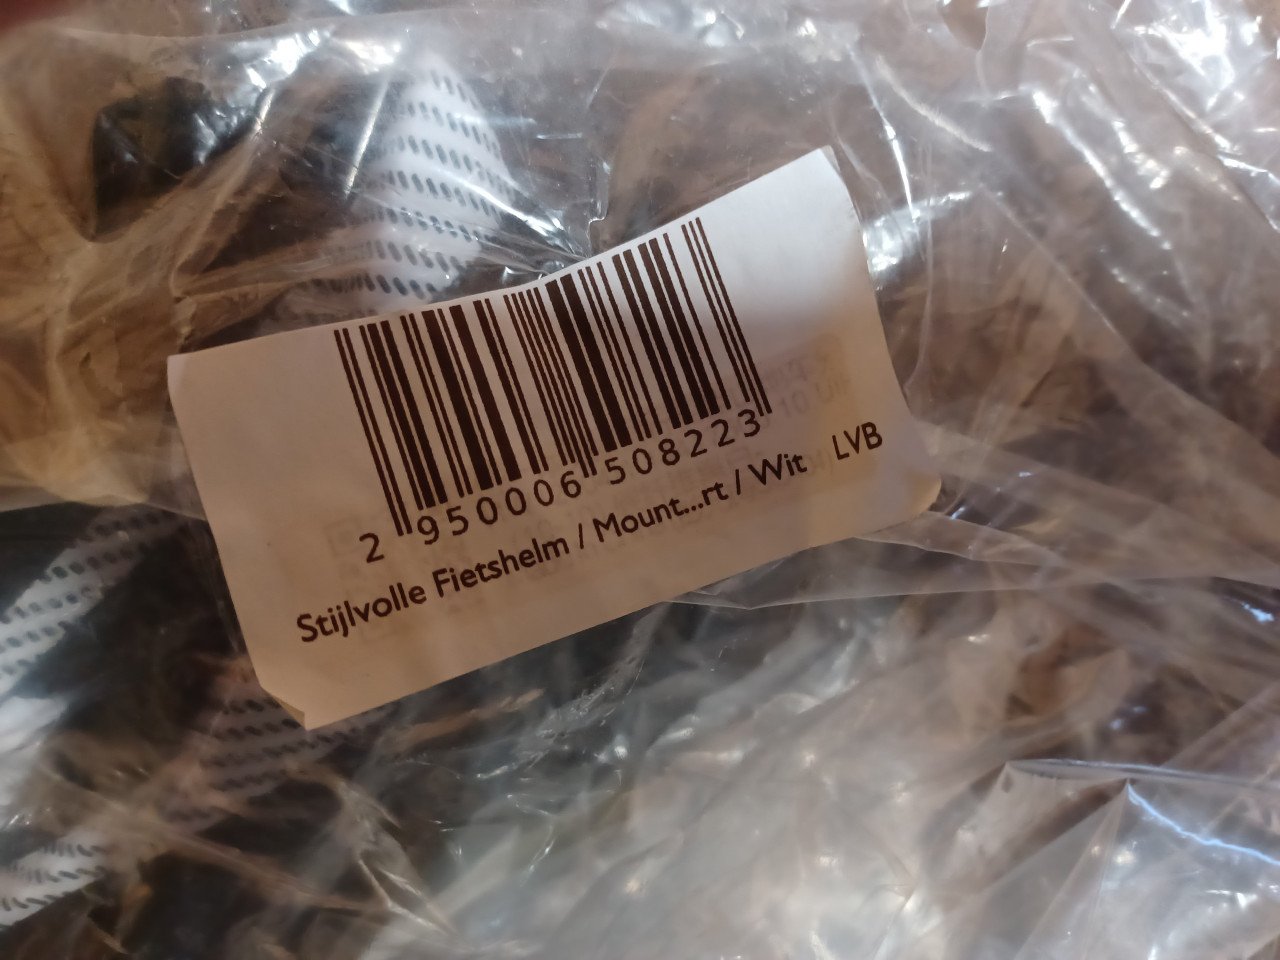 2 950006 508223
Stijlvolle Fietshelm / Mount...rt / Wit LVB